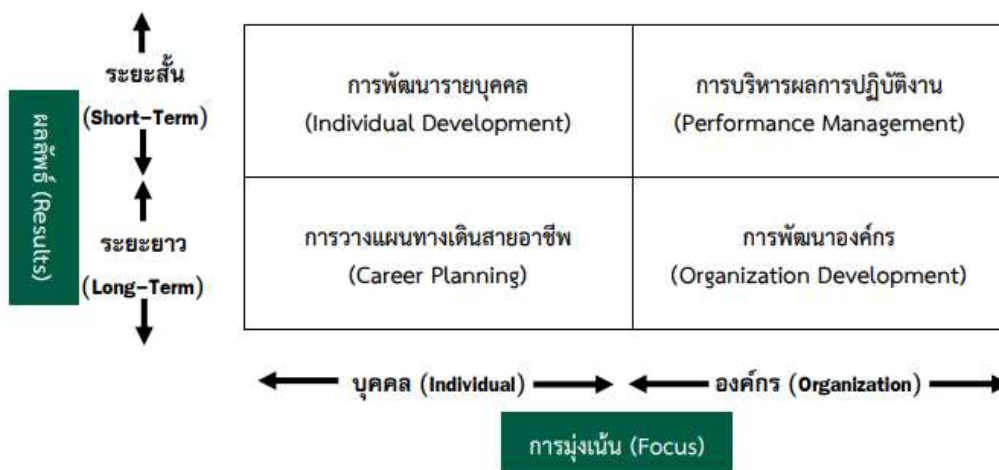 ผลลัพธ์ (Results)
ระยะสั้น
(Short-Term)
ระยะยาว
(Long-Term)
การพัฒนารายบุคคล
(Individual Development)
การบริหารผลการปฏิบัติงาน
(Performance Management)
การวางแผนทางเดินสายอาชีพ
(Career Planning)
การพัฒนาองค์กร
(Organization Development)
บุคคล (Individual)
องค์กร (Organization)
การมุ่งเน้น (Focus)